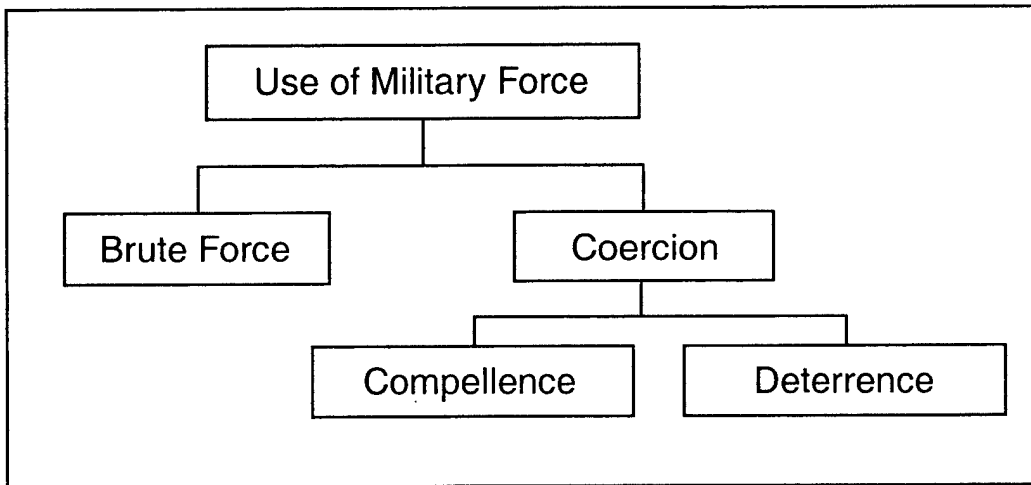 Use of Military Force
Brute Force
Coercion
Compellence
Deterrence